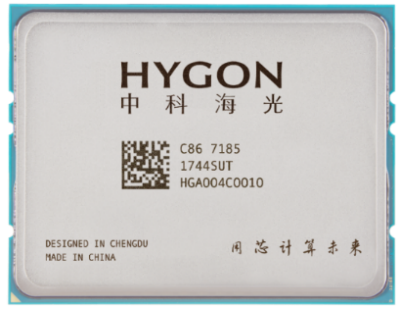 HYGON
中科海光
C86 7185
1744SUT
HGA004C0010
DESIGNED IN CHENGDU
MADE IN CHINA
用芯计算未来